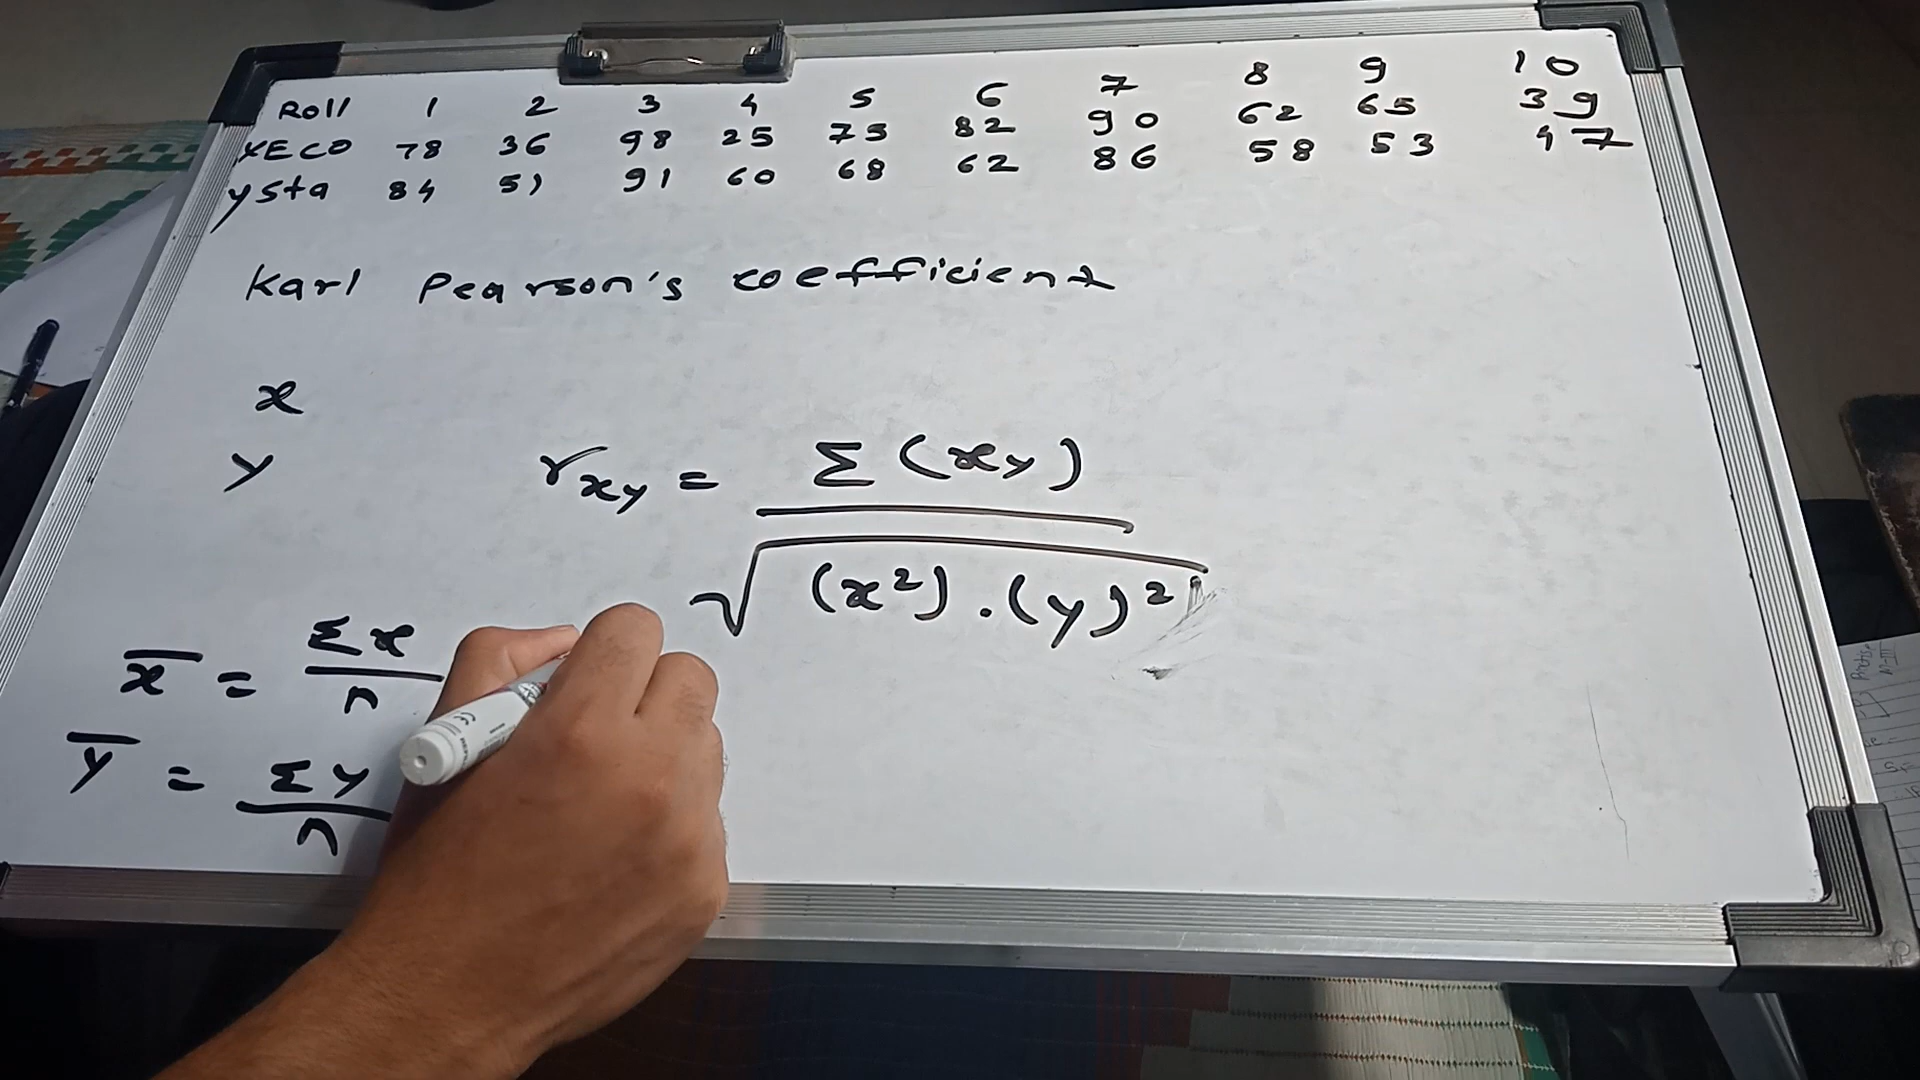 Roll 1 2 3 4 5 6 7 8 9 10
xECO 78 36 98 25 75 82 90 62 65 39
ySta 84 51 91 60 68 62 86 58 53 47
Karl Pearson's coefficient
x
y
r_xy = Σ(xy) / √(x²).(y)²
x̄ = Σx / n
ȳ = Σy / n